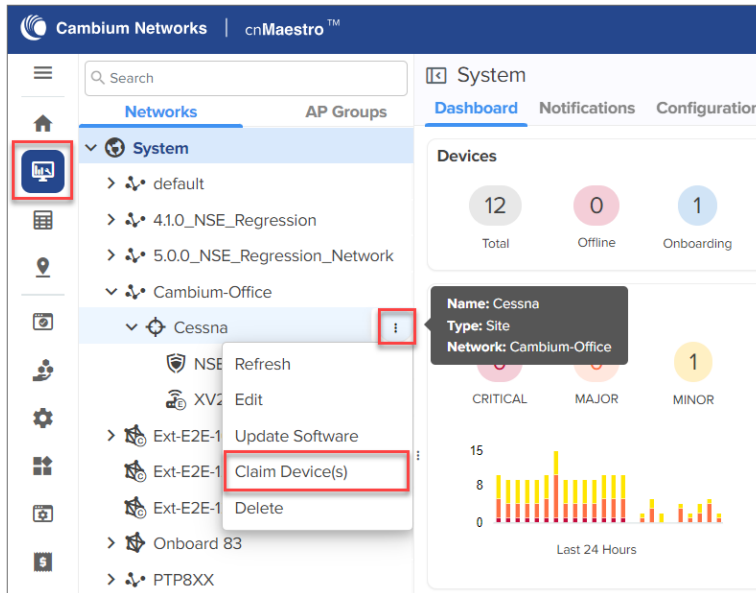 Cambium Networks | cnMaestro™
Search
Networks AP Groups
System
default
4.1.0_NSE_Regression
5.0.0_NSE_Regression_Network
Cambium-Office
Cessna
NSE
XV2
Ext-E2E-1
Ext-E2E-1
Ext-E2E-1
Onboard 83
PTP8XX
Refresh
Edit
Update Software
Claim Device(s)
Delete
System
Dashboard Notifications Configuration
Devices
12 0 1
Total Offline Onboarding
Name: Cessna
Type: Site
Network: Cambium-Office
1
CRITICAL MAJOR MINOR
15
8
0
Last 24 Hours